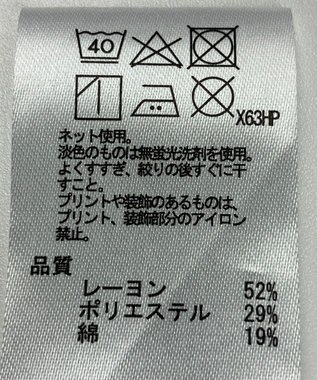 40
X63HP
ネット使用。
淡色のものは無蛍光洗剤を使用。
よくすすぎ、絞りの後すぐに干
すこと。
プリントや装飾のあるものは、
プリント、装飾部分のアイロン
禁止。
品質
レーヨン 52%
ポリエステル 29%
綿 19%